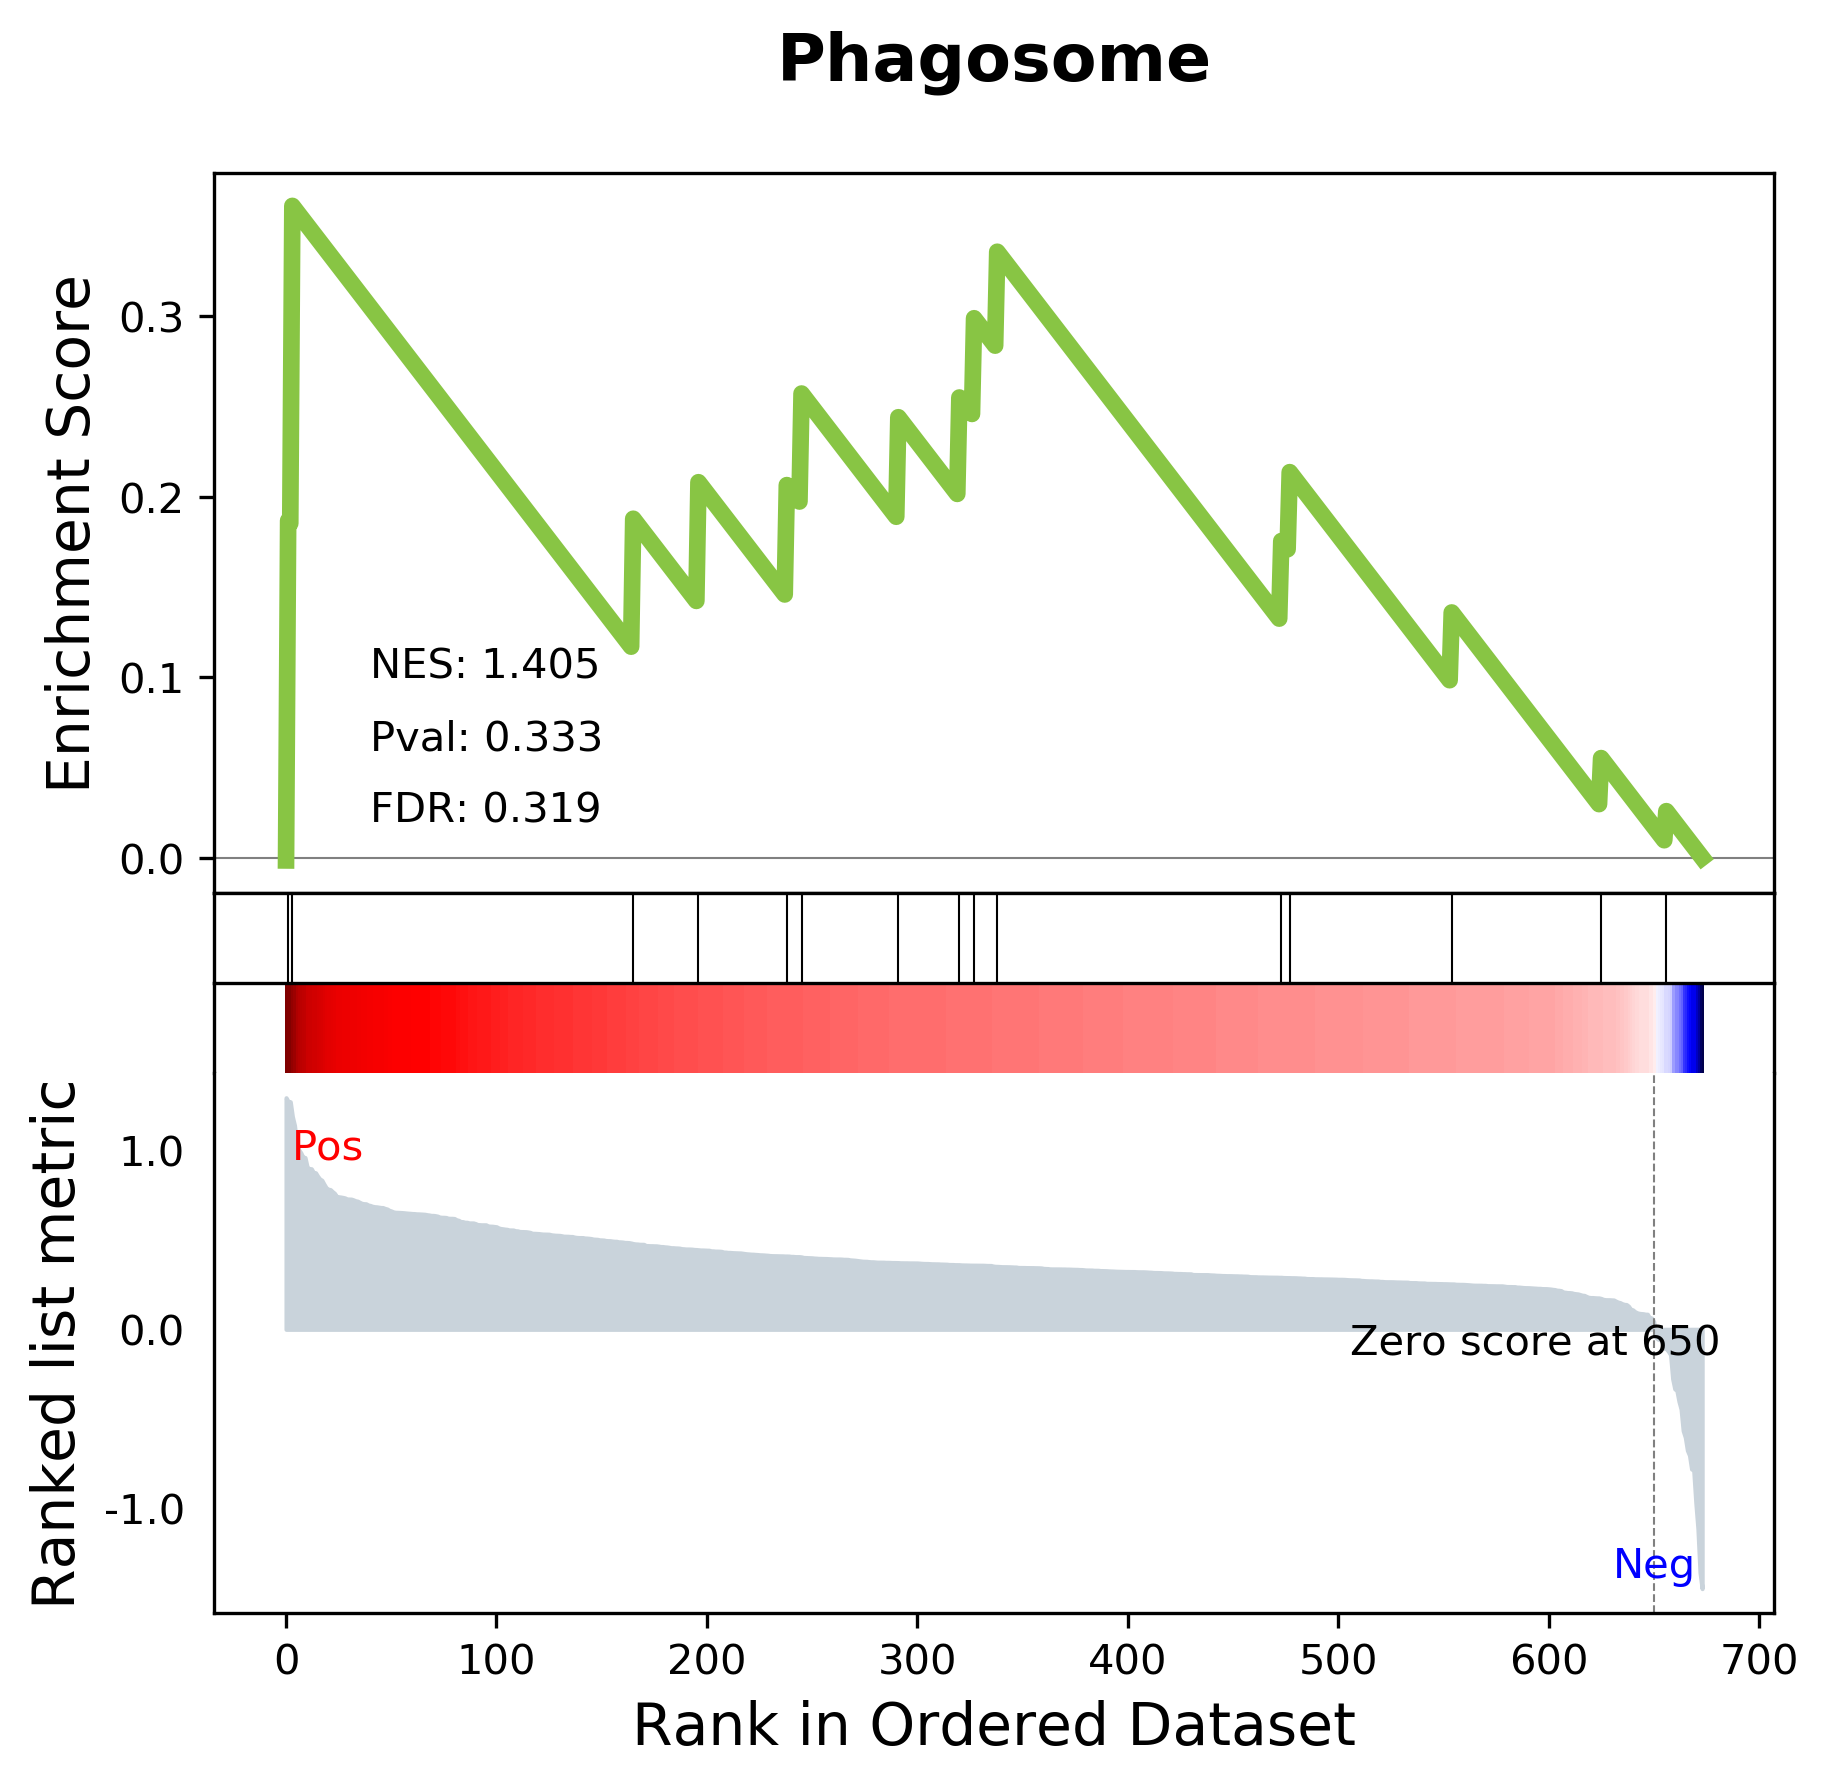 Phagosome
Enrichment Score
0.3
0.2
0.1
0.0
NES: 1.405
Pval: 0.333
FDR: 0.319
Ranked list metric
1.0
0.0
-1.0
Pos
Zero score at 650
Neg
0 100 200 300 400 500 600 700
Rank in Ordered Dataset